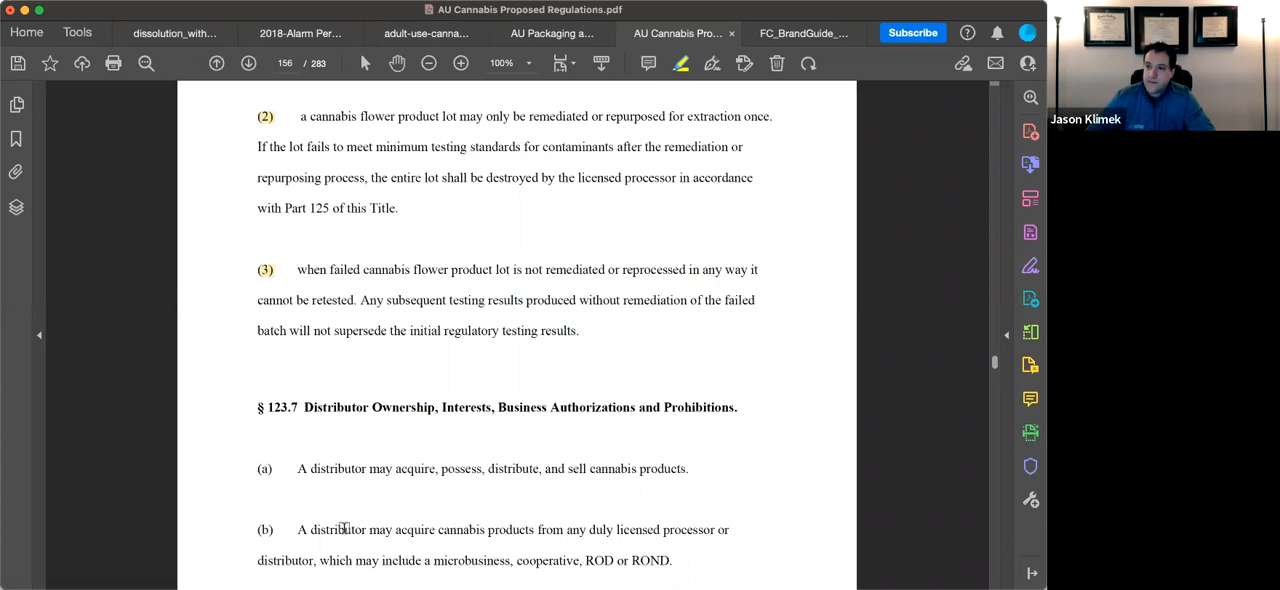 AU Cannabis Proposed Regulations.pdf
Home
Tools
dissolution_with...
2018-Alarm Per...
adult-use-canna...
AU Packaging a...
AU Cannabis Pro...
FC_BrandGuide_...
Subscribe
156 / 283
100%
(2) a cannabis flower product lot may only be remediated or repurposed for extraction once.
If the lot fails to meet minimum testing standards for contaminants after the remediation or
repurposing process, the entire lot shall be destroyed by the licensed processor in accordance
with Part 125 of this Title.
(3) when failed cannabis flower product lot is not remediated or reprocessed in any way it
cannot be retested. Any subsequent testing results produced without remediation of the failed
batch will not supersede the initial regulatory testing results.
§ 123.7 Distributor Ownership, Interests, Business Authorizations and Prohibitions.
(a) A distributor may acquire, possess, distribute, and sell cannabis products.
(b) A distributor may acquire cannabis products from any duly licensed processor or
distributor, which may include a microbusiness, cooperative, ROD or ROND.
Jason Klimek